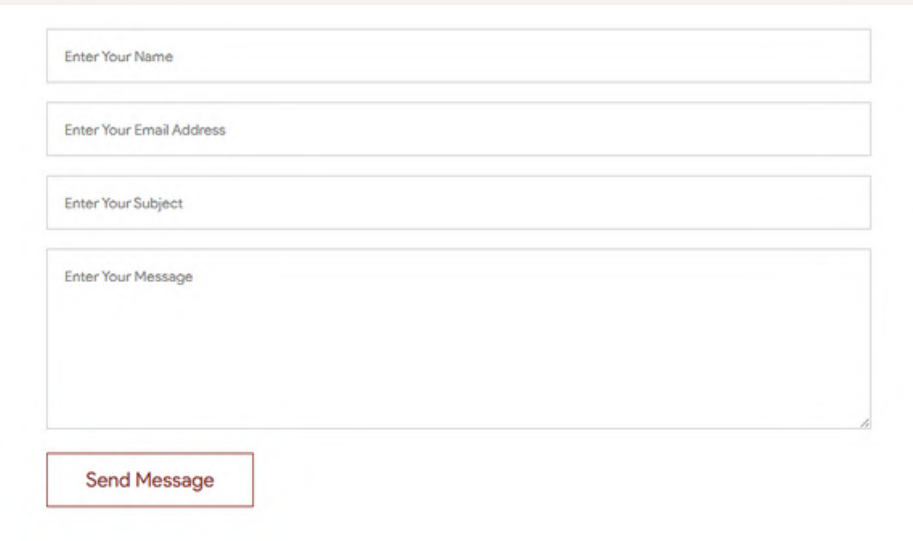 Enter Your Name
Enter Your Email Address
Enter Your Subject
Enter Your Message
Send Message